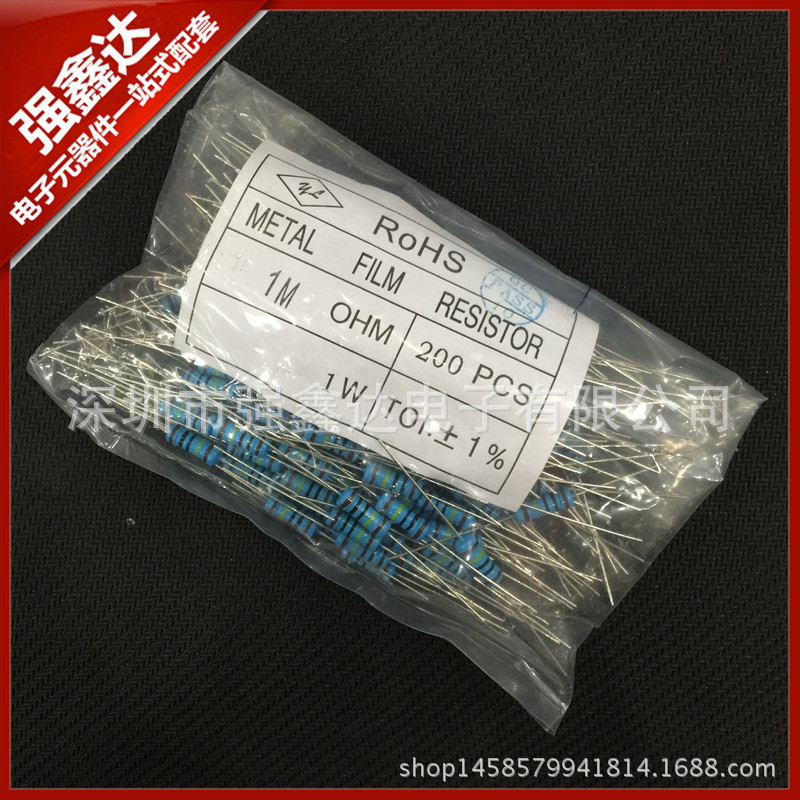 强鑫达
电子元器件一站式配套
YL
RoHS
METAL FILM RESISTOR
QC
PASS
1M OHM
200 PCS
1W
TOL.± 1%
深圳市强鑫达电子有限公司
shop1458579941814.1688.com